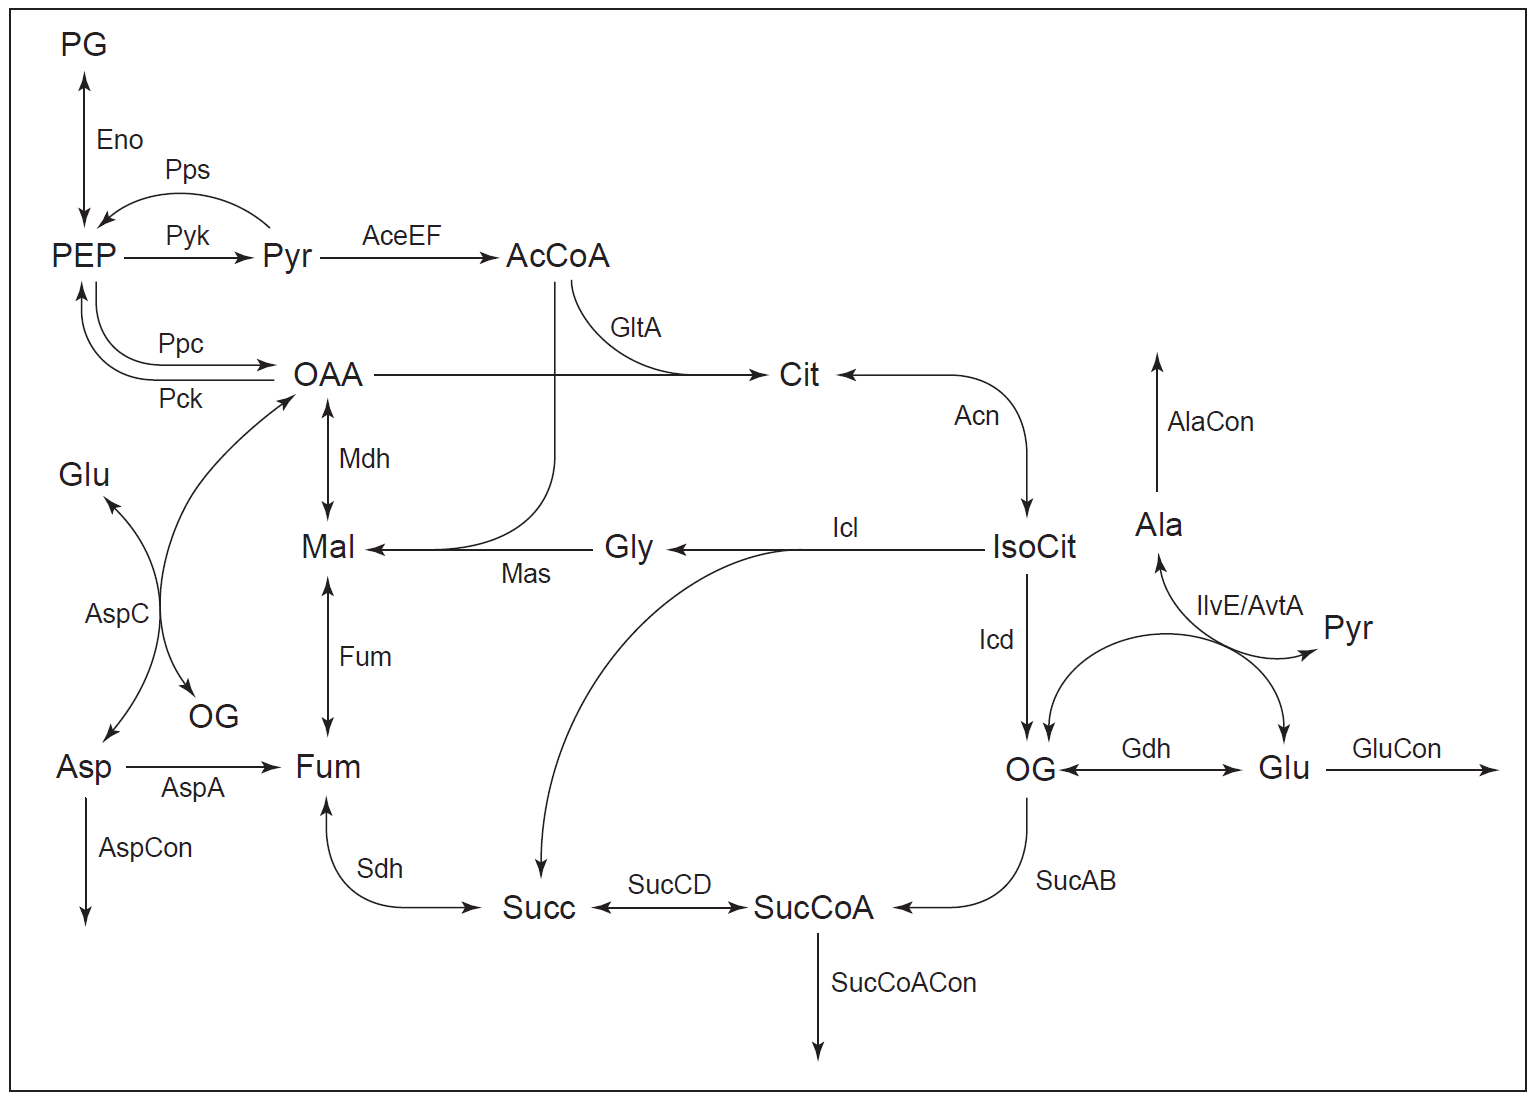 PG
Eno
Pps
PEP
Pyk
Pyr
AceEF
AcCoA
GltA
Ppc
Pck
OAA
Cit
Acn
AlaCon
Mdh
Glu
Mal
Mas
Gly
Icl
IsoCit
Ala
AspC
Fum
Icd
IlvE/AvtA
Pyr
OG
Asp
AspA
Fum
OG
Gdh
Glu
GluCon
AspCon
Sdh
Succ
SucCD
SucCoA
SucAB
SucCoACon